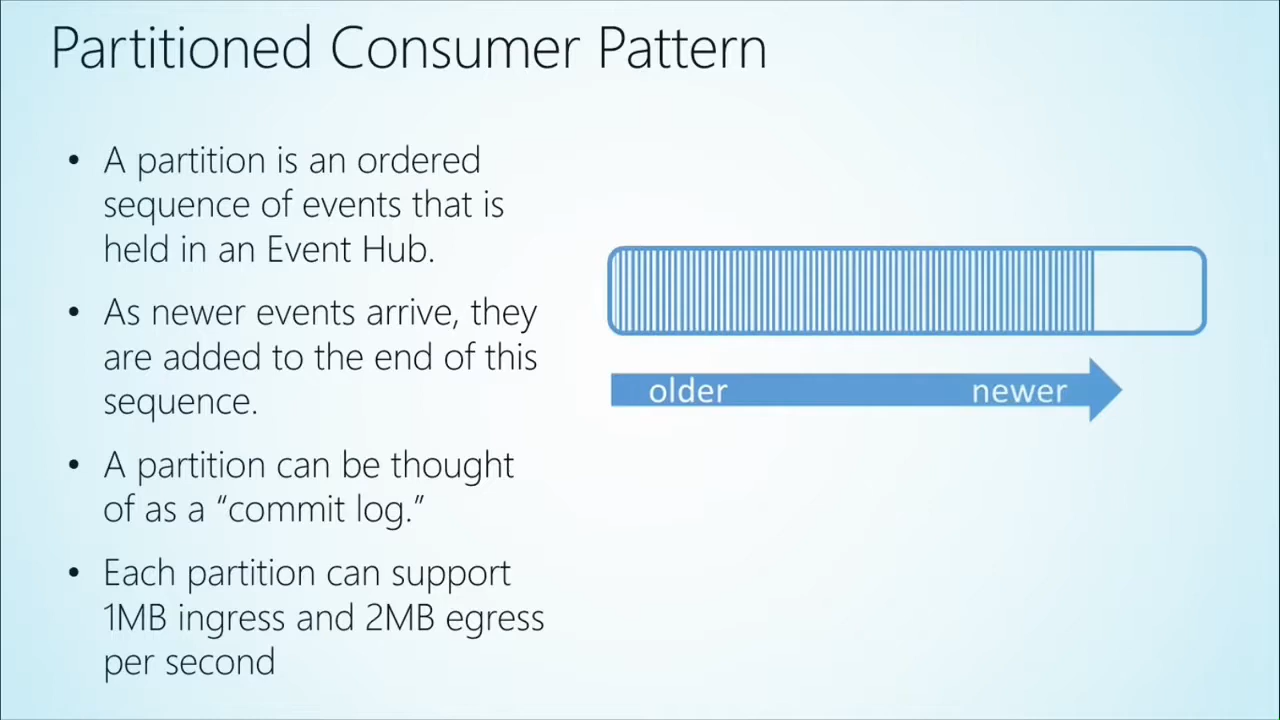 Partitioned Consumer Pattern
• A partition is an ordered
sequence of events that is
held in an Event Hub.
• As newer events arrive, they
are added to the end of this
sequence.
• A partition can be thought
of as a “commit log.”
• Each partition can support
1MB ingress and 2MB egress
per second
older newer